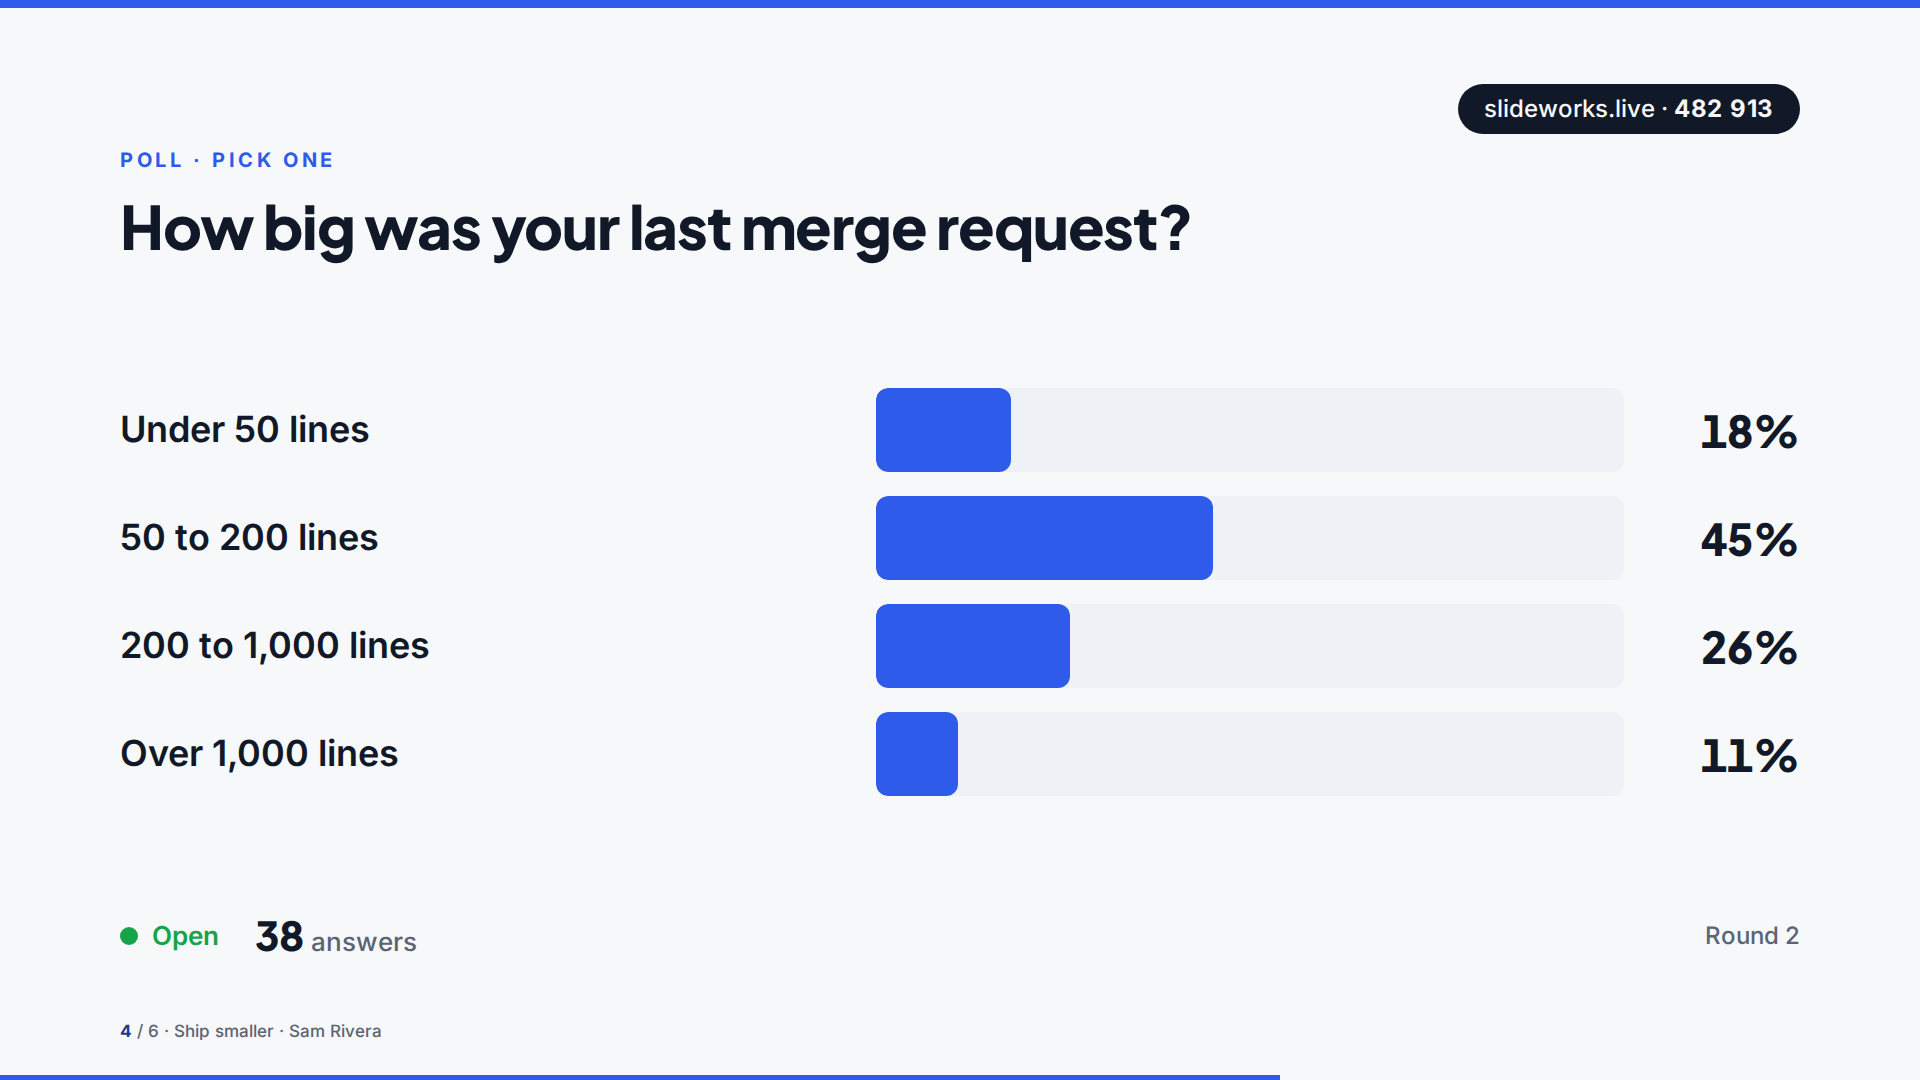 slideworks.live · 482 913
POLL · PICK ONE
How big was your last merge request?
Under 50 lines 18%
50 to 200 lines 45%
200 to 1,000 lines 26%
Over 1,000 lines 11%
Open 38 answers Round 2
4 / 6 · Ship smaller · Sam Rivera